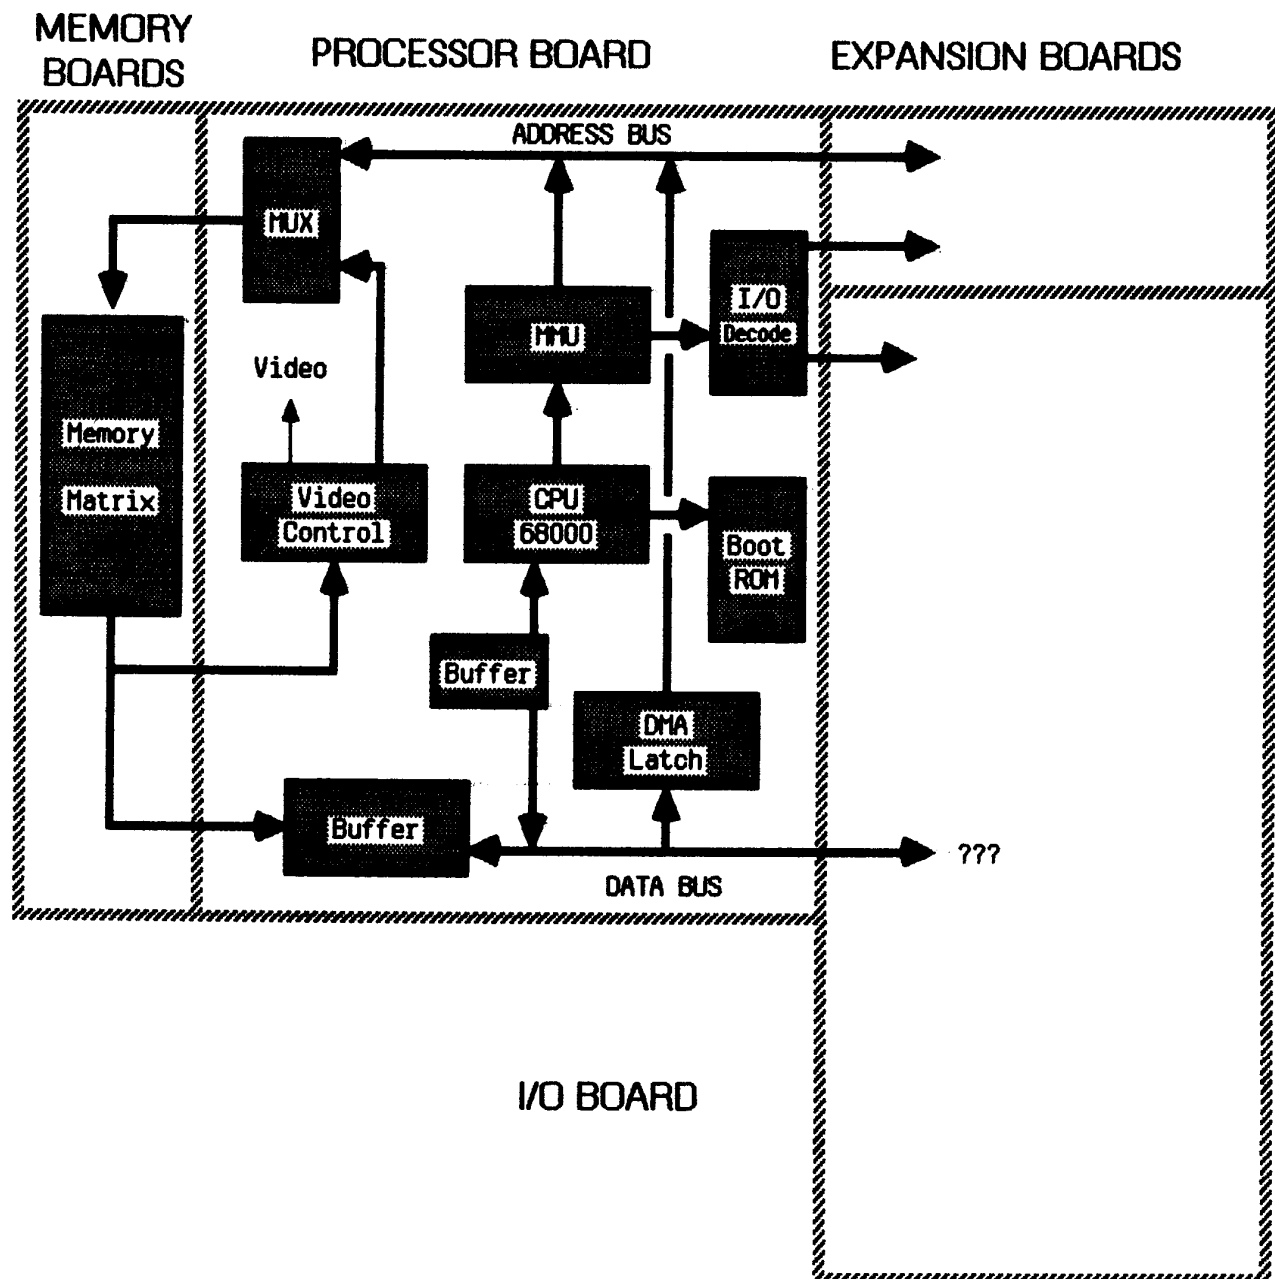 MEMORY
BOARDS
PROCESSOR BOARD
EXPANSION BOARDS
ADDRESS BUS
MUX
I/O
Decode
MMU
Video
Memory
Matrix
Video
Control
CPU
68000
Boot
ROM
Buffer
DMA
Latch
Buffer
???
DATA BUS
I/O BOARD